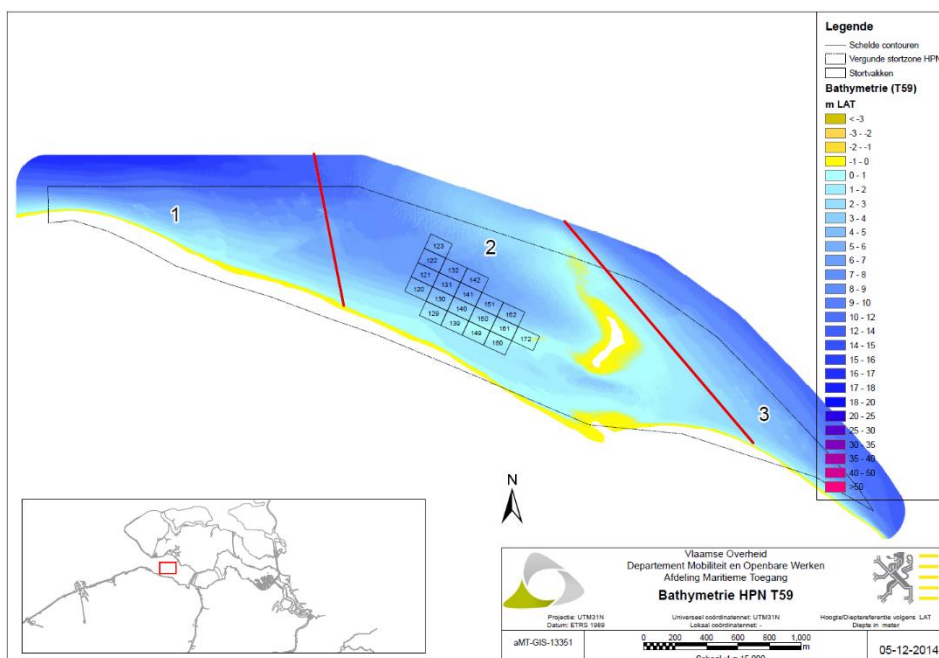 Legende
Schelde contouren
Vergunde stortzone HPN
Stortvakken
Bathymetrie (T59)
m LAT
< -3
-3 - -2
-2 - -1
-1 - 0
0 - 1
1 - 2
2 - 3
3 - 4
4 - 5
5 - 6
6 - 7
7 - 8
8 - 9
9 - 10
10 - 12
12 - 14
14 - 15
15 - 16
16 - 17
17 - 18
18 - 20
20 - 25
25 - 30
30 - 35
35 - 40
40 - 50
>50
1
2
3
123
122
132
142
121
131
141
151
152
120
130
140
150
161
172
129
139
149
160
N
Vlaamse Overheid
Departement Mobiliteit en Openbare Werken
Afdeling Maritieme Toegang
Bathymetrie HPN T59
Projectie: UTM31N
Datum: ETRS 1989
Universeel coördinatennet: UTM31N
Lokaal coördinatennet: -
Hoogte/Dieptereferentie volgens LAT
Diepte in meter
aMT-GIS-13351
0 200 400 600 800 1,000
m
05-12-2014